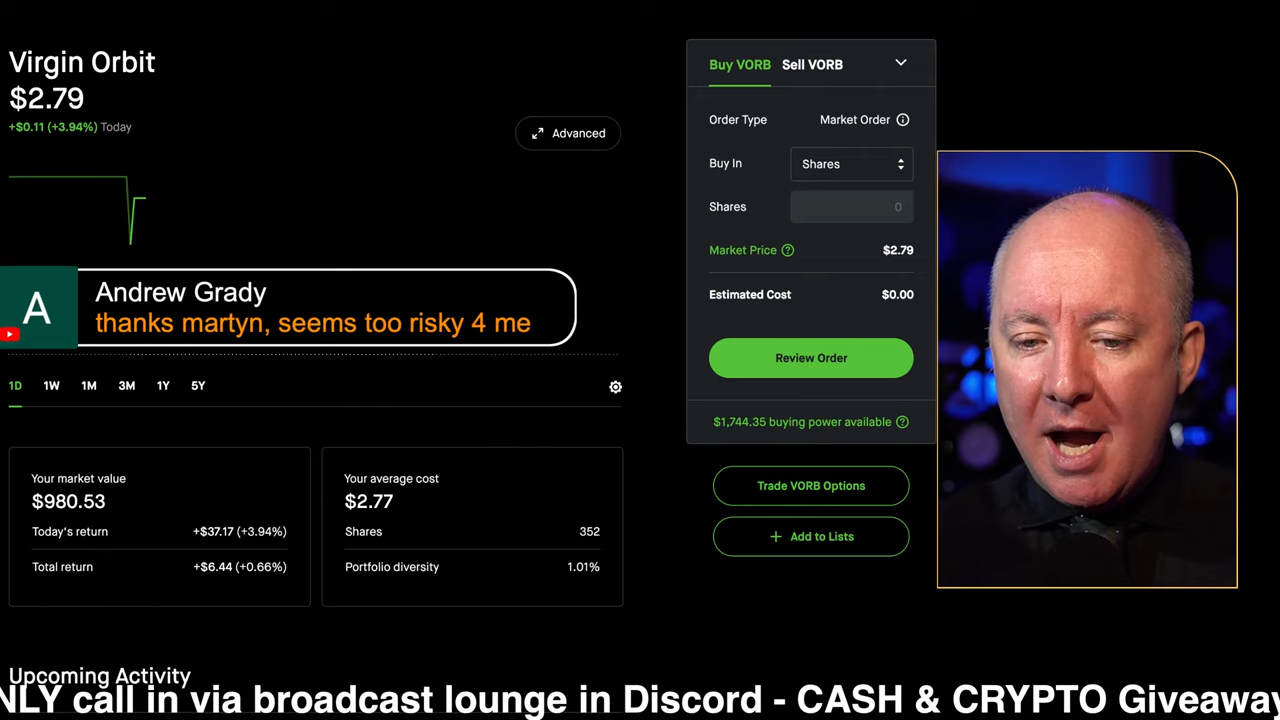 Virgin Orbit
$2.79
+$0.11 (+3.94%) Today
Advanced
A
Andrew Grady
thanks martyn, seems too risky 4 me
1D 1W 1M 3M 1Y 5Y
Your market value
$980.53
Today's return +$37.17 (+3.94%)
Total return +$6.44 (+0.66%)
Your average cost
$2.77
Shares 352
Portfolio diversity 1.01%
Buy VORB Sell VORB
Order Type Market Order
Buy In Shares
Shares 0
Market Price $2.79
Estimated Cost $0.00
Review Order
$1,744.35 buying power available
Trade VORB Options
+ Add to Lists
Upcoming Activity
NLY call in via broadcast lounge in Discord - CASH & CRYPTO Giveaway